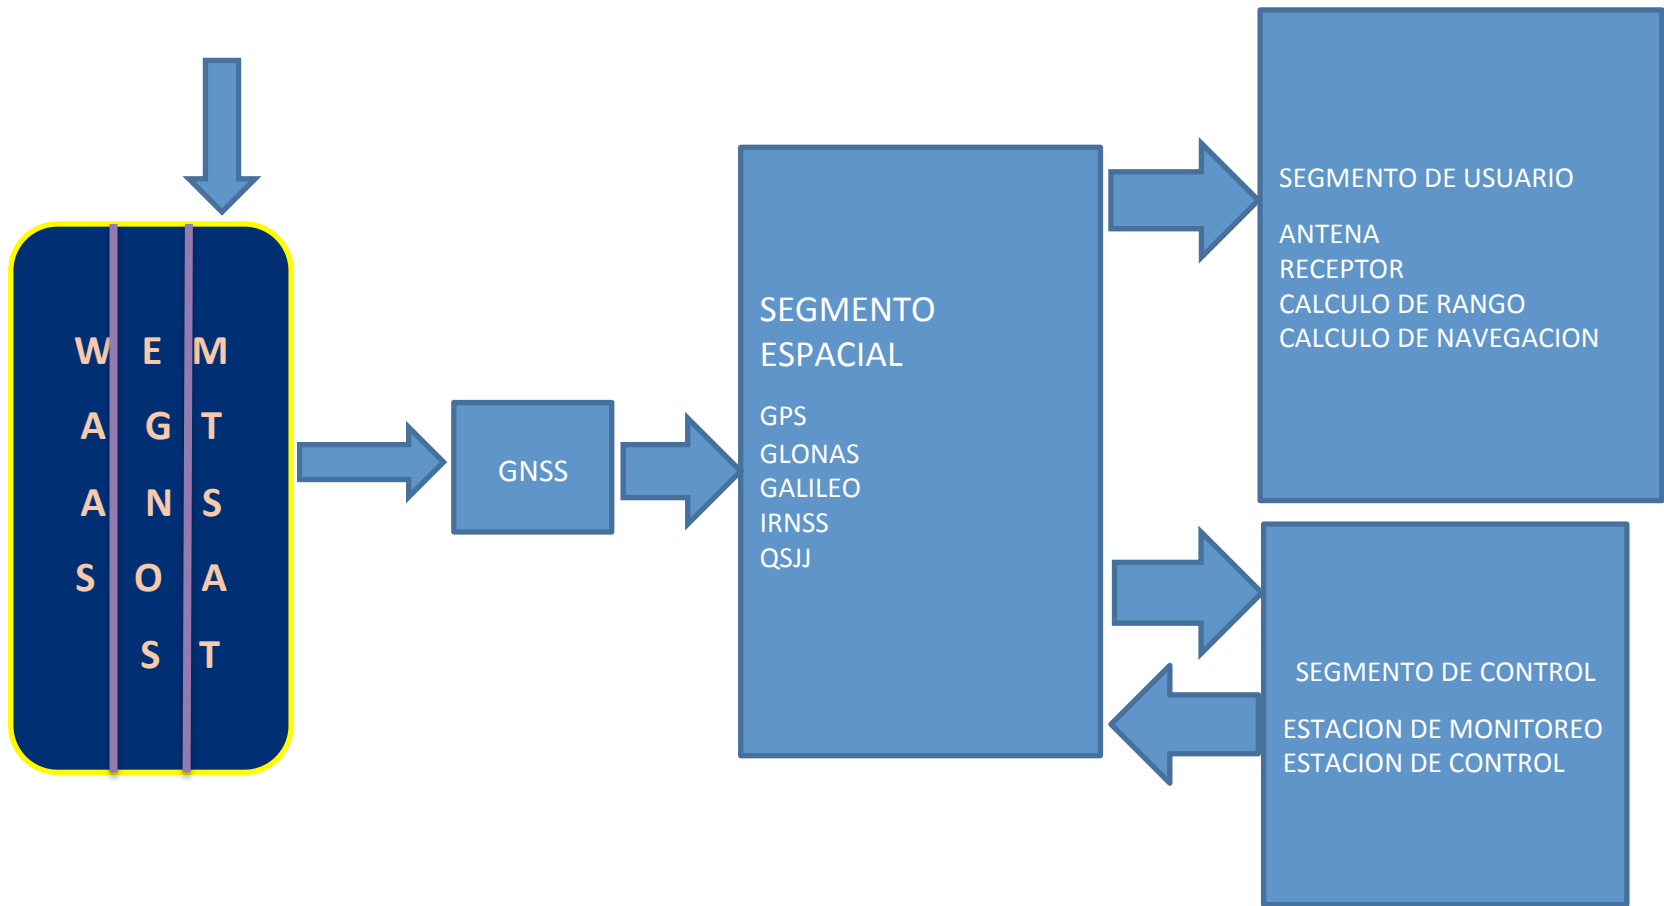 W E M
A G T
A N S
S O A
S T
GNSS
SEGMENTO
ESPACIAL
GPS
GLONAS
GALILEO
IRNSS
QSJJ
SEGMENTO DE USUARIO
ANTENA
RECEPTOR
CALCULO DE RANGO
CALCULO DE NAVEGACION
SEGMENTO DE CONTROL
ESTACION DE MONITOREO
ESTACION DE CONTROL